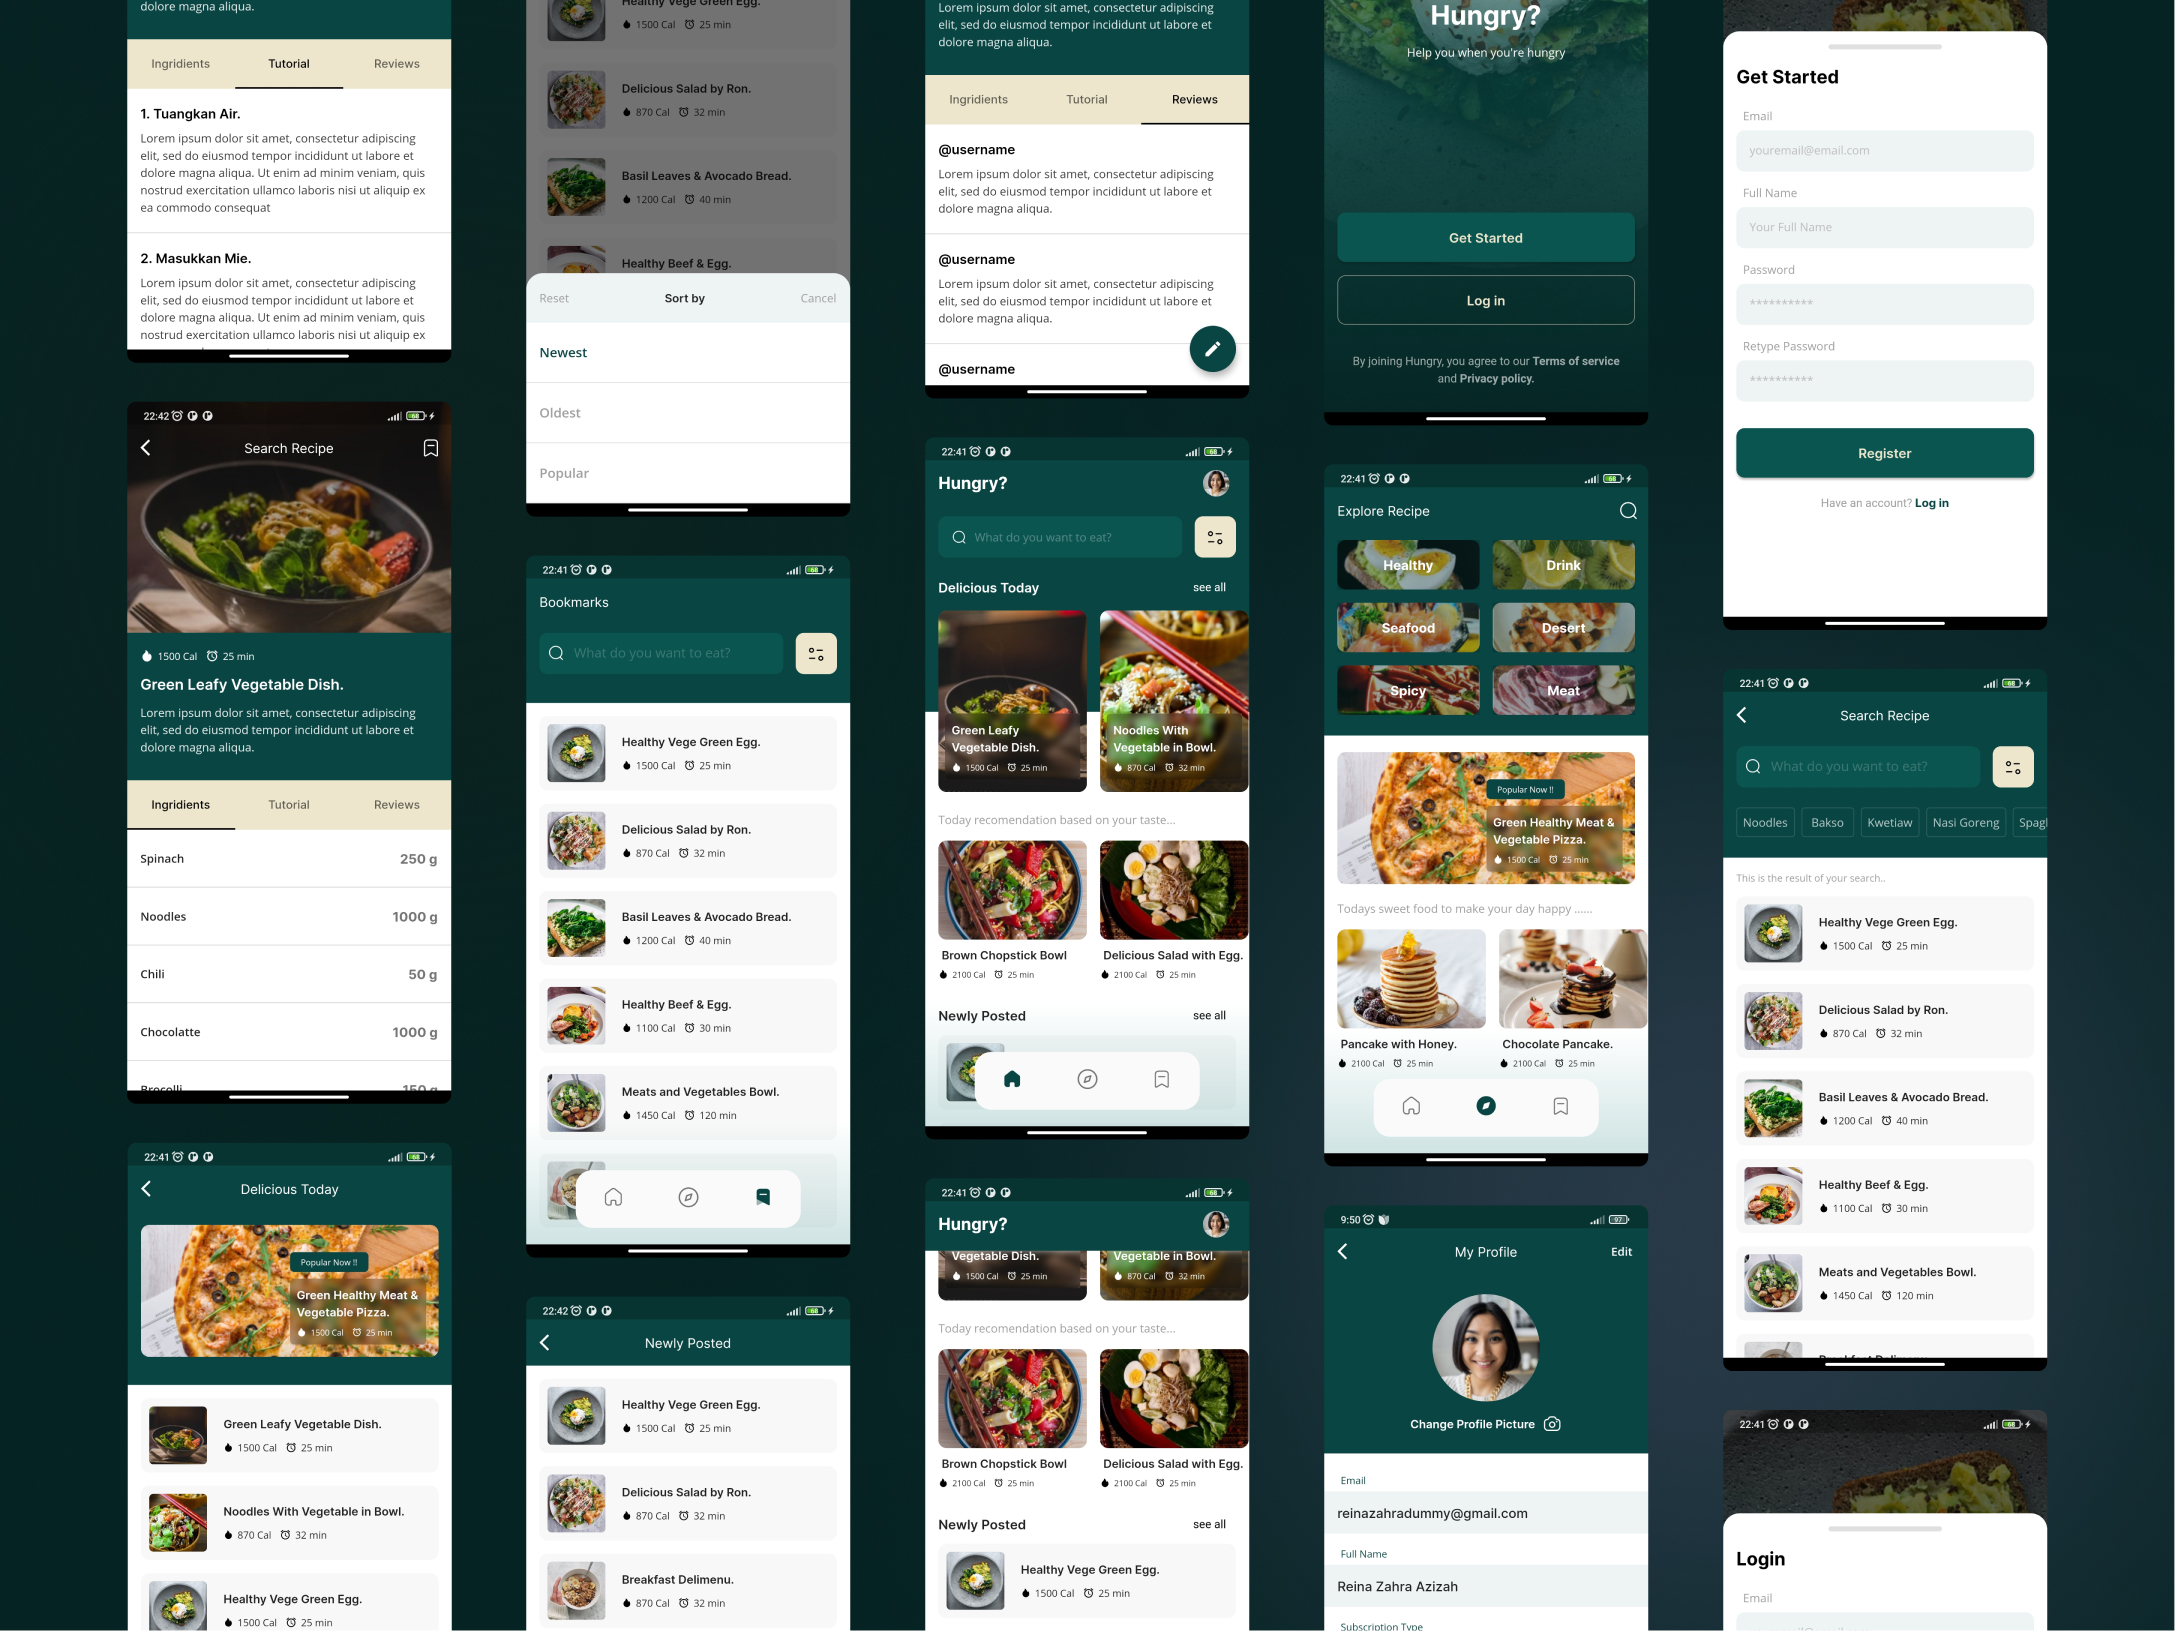 dolore magna aliqua.
Ingridients Tutorial Reviews
1. Tuangkan Air.
Lorem ipsum dolor sit amet, consectetur adipiscing
elit, sed do eiusmod tempor incididunt ut labore et
dolore magna aliqua. Ut enim ad minim veniam, quis
nostrud exercitation ullamco laboris nisi ut aliquip ex
ea commodo consequat
2. Masukkan Mie.
Lorem ipsum dolor sit amet, consectetur adipiscing
elit, sed do eiusmod tempor incididunt ut labore et
dolore magna aliqua. Ut enim ad minim veniam, quis
nostrud exercitation ullamco laboris nisi ut aliquip ex
22:42 68
Search Recipe
1500 Cal 25 min
Green Leafy Vegetable Dish.
Lorem ipsum dolor sit amet, consectetur adipiscing
elit, sed do eiusmod tempor incididunt ut labore et
dolore magna aliqua.
Ingridients Tutorial Reviews
Spinach 250 g
Noodles 1000 g
Chili 50 g
Chocolatte 1000 g
Brocolli 150 g
22:41 68
Delicious Today
Popular Now !!
Green Healthy Meat &
Vegetable Pizza.
1500 Cal 25 min
Green Leafy Vegetable Dish.
1500 Cal 25 min
Noodles With Vegetable in Bowl.
870 Cal 32 min
Healthy Vege Green Egg.
1500 Cal 25 min
Healthy Vege Green Egg.
1500 Cal 25 min
Delicious Salad by Ron.
870 Cal 32 min
Basil Leaves & Avocado Bread.
1200 Cal 40 min
Healthy Beef & Egg.
Reset Sort by Cancel
Newest
Oldest
Popular
22:41 68
Bookmarks
What do you want to eat?
Healthy Vege Green Egg.
1500 Cal 25 min
Delicious Salad by Ron.
870 Cal 32 min
Basil Leaves & Avocado Bread.
1200 Cal 40 min
Healthy Beef & Egg.
1100 Cal 30 min
Meats and Vegetables Bowl.
1450 Cal 120 min
22:42 68
Newly Posted
Healthy Vege Green Egg.
1500 Cal 25 min
Delicious Salad by Ron.
870 Cal 32 min
Breakfast Delimenu.
870 Cal 32 min
Lorem ipsum dolor sit amet, consectetur adipiscing
elit, sed do eiusmod tempor incididunt ut labore et
dolore magna aliqua.
Ingridients Tutorial Reviews
@username
Lorem ipsum dolor sit amet, consectetur adipiscing
elit, sed do eiusmod tempor incididunt ut labore et
dolore magna aliqua.
@username
Lorem ipsum dolor sit amet, consectetur adipiscing
elit, sed do eiusmod tempor incididunt ut labore et
dolore magna aliqua.
@username
22:41 68
Hungry?
What do you want to eat?
Delicious Today see all
Green Leafy
Vegetable Dish.
1500 Cal 25 min
Noodles With
Vegetable in Bowl.
870 Cal 32 min
Today recomendation based on your taste...
Brown Chopstick Bowl
2100 Cal 25 min
Delicious Salad with Egg.
2100 Cal 25 min
Newly Posted see all
22:41 68
Hungry?
Vegetable Dish.
1500 Cal 25 min
Vegetable in Bowl.
870 Cal 32 min
Today recomendation based on your taste...
Brown Chopstick Bowl
2100 Cal 25 min
Delicious Salad with Egg.
2100 Cal 25 min
Newly Posted see all
Healthy Vege Green Egg.
1500 Cal 25 min
Hungry?
Help you when you're hungry
Get Started
Log in
By joining Hungry, you agree to our Terms of service
and Privacy policy.
22:41 68
Explore Recipe
Healthy Drink
Seafood Desert
Spicy Meat
Popular Now !!
Green Healthy Meat &
Vegetable Pizza.
1500 Cal 25 min
Todays sweet food to make your day happy ......
Pancake with Honey.
2100 Cal 25 min
Chocolate Pancake.
2100 Cal 25 min
9:50 97
My Profile Edit
Change Profile Picture
Email
reinazahradummy@gmail.com
Full Name
Reina Zahra Azizah
Subscription Type
Get Started
Email
youremail@email.com
Full Name
Your Full Name
Password
**********
Retype Password
**********
Register
Have an account? Log in
22:41 68
Search Recipe
What do you want to eat?
Noodles Bakso Kwetiaw Nasi Goreng Spagl
This is the result of your search..
Healthy Vege Green Egg.
1500 Cal 25 min
Delicious Salad by Ron.
870 Cal 32 min
Basil Leaves & Avocado Bread.
1200 Cal 40 min
Healthy Beef & Egg.
1100 Cal 30 min
Meats and Vegetables Bowl.
1450 Cal 120 min
Breakfast Delimenu.
22:41 68
Login
Email